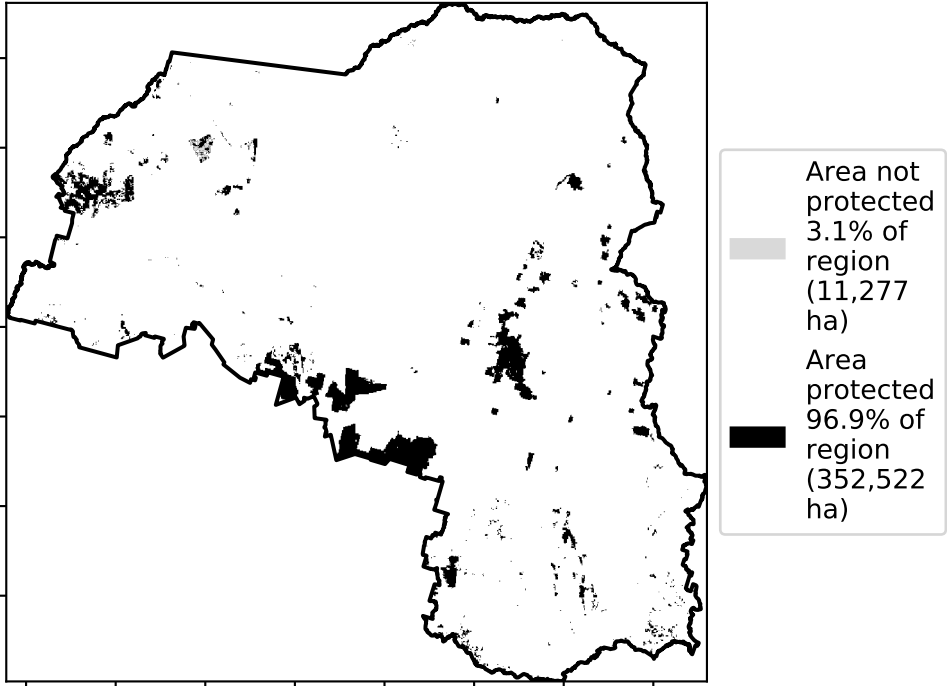 Area not
protected
3.1% of
region
(11,277
ha)
Area
protected
96.9% of
region
(352,522
ha)